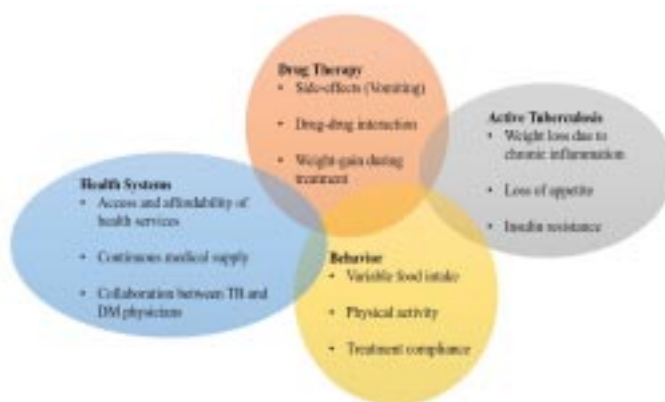 Drug Therapy
• Side-effects (Vomiting)
• Drug-drug interaction
• Weight-gain during
treatment
Active Tuberculosis
• Weight loss due to
chronic inflammation
• Loss of appetite
• Insulin resistance
Health Systems
• Access and affordability of
health services
• Continuous medical supply
• Collaboration between TB and
DM physicians
Behavior
• Variable food intake
• Physical activity
• Treatment compliance